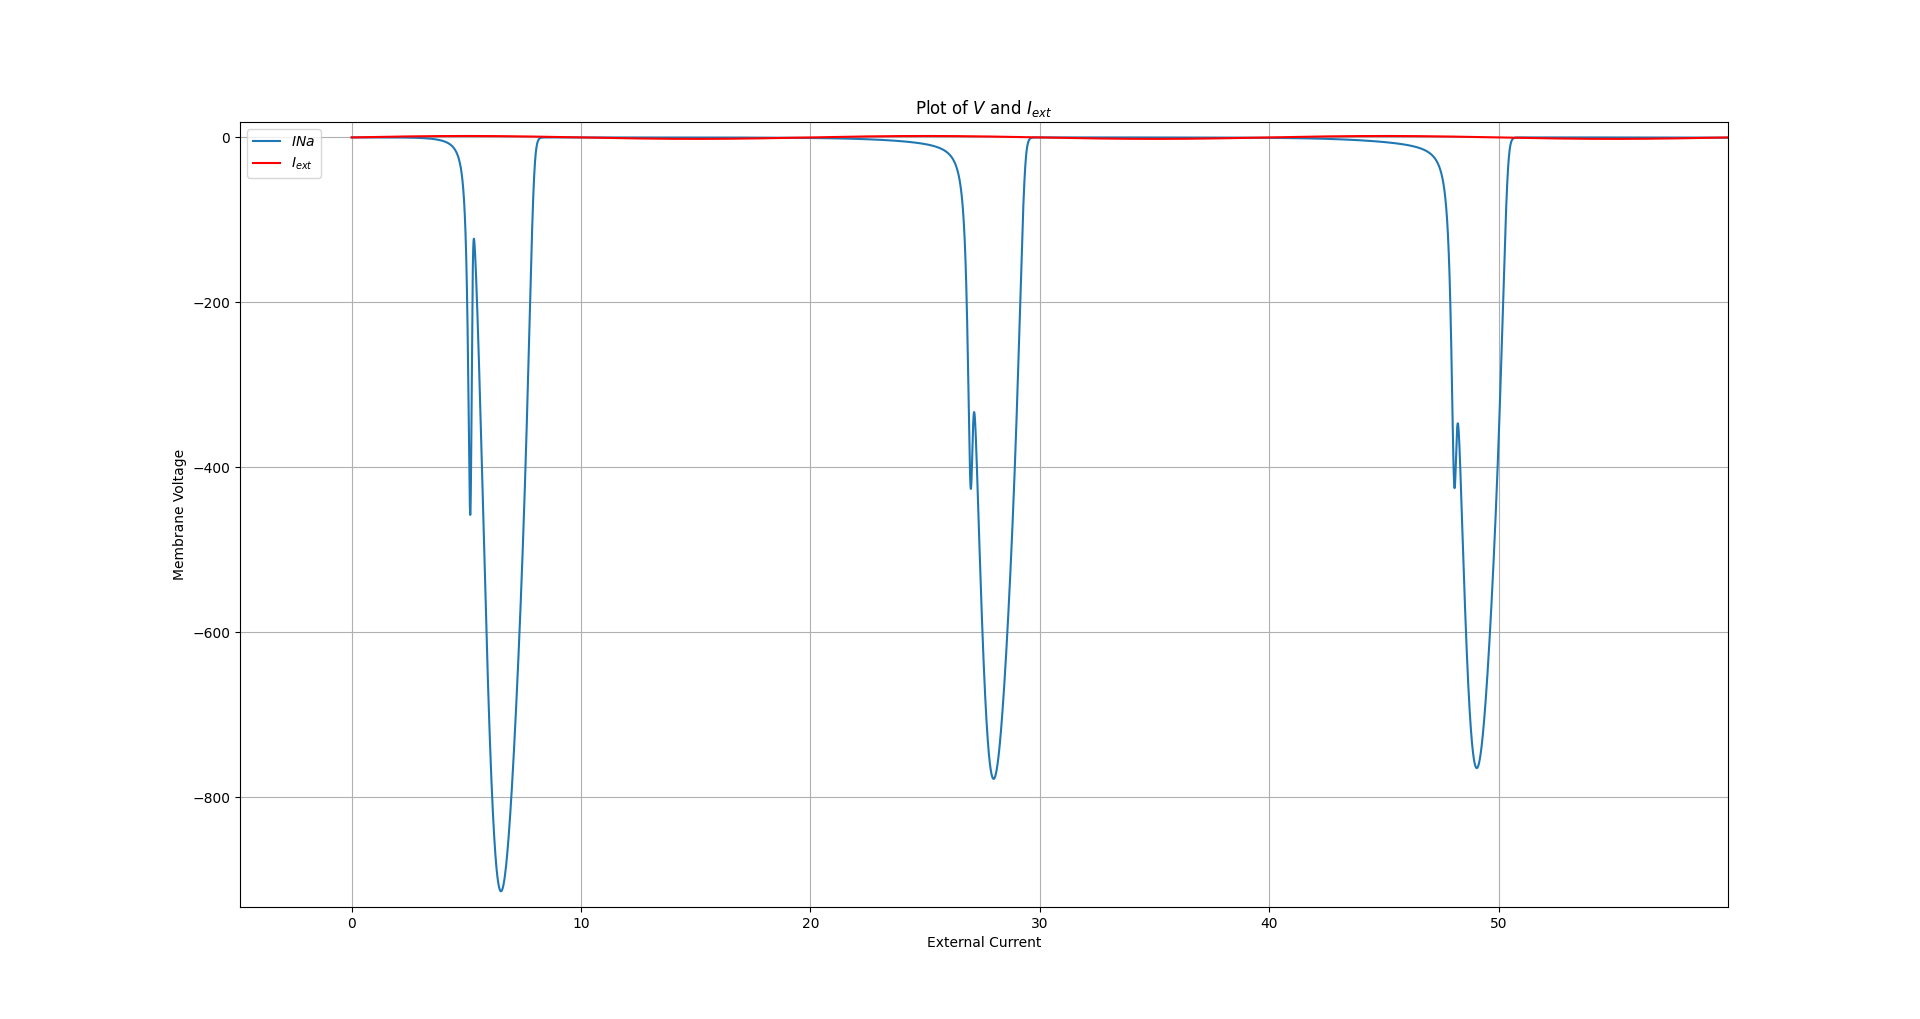 Plot of V and I_ext
INa
I_ext
0
−200
−400
−600
−800
Membrane Voltage
0 10 20 30 40 50
External Current